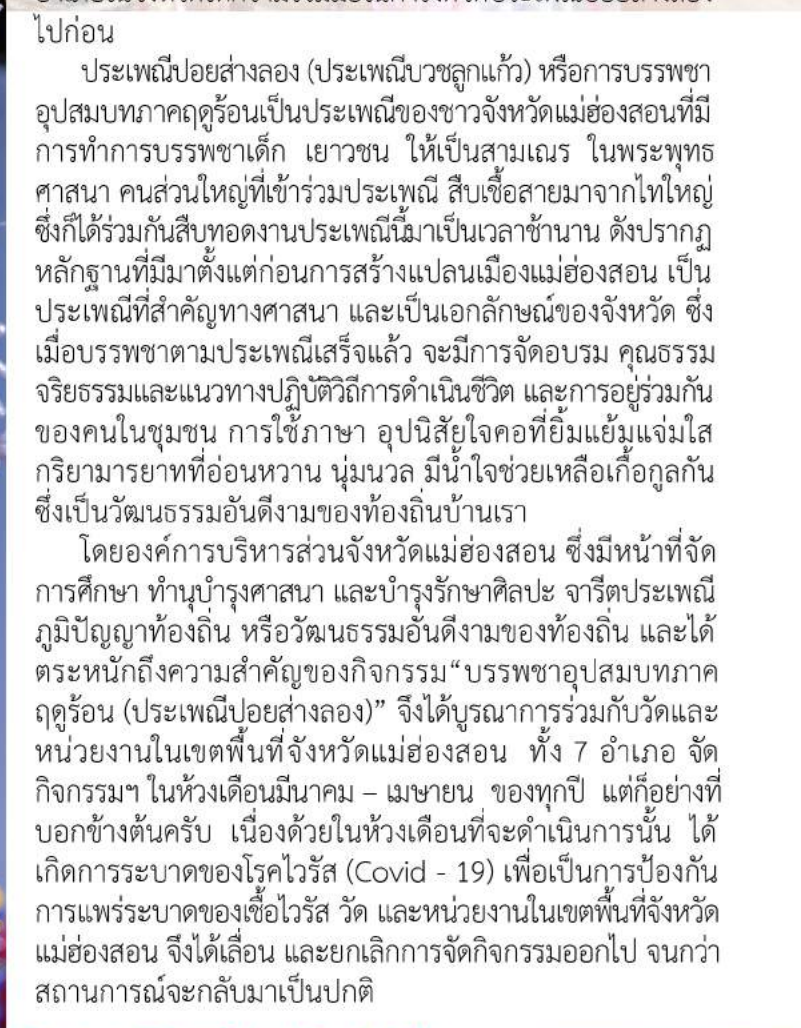 ไปก่อน
ประเพณีปอยส่างลอง (ประเพณีบวชลูกแก้ว) หรือการบรรพชา
อุปสมบทภาคฤดูร้อนเป็นประเพณีของชาวจังหวัดแม่ฮ่องสอนที่มี
การทำการบรรพชาเด็ก เยาวชน ให้เป็นสามเณร ในพระพุทธ
ศาสนา คนส่วนใหญ่ที่เข้าร่วมประเพณี สืบเชื้อสายมาจากไทใหญ่
ซึ่งก็ได้ร่วมกันสืบทอดงานประเพณีนี้มาเป็นเวลาช้านาน ดังปรากฏ
หลักฐานที่มีมาตั้งแต่ก่อนการสร้างแปลนเมืองแม่ฮ่องสอน เป็น
ประเพณีที่สำคัญทางศาสนา และเป็นเอกลักษณ์ของจังหวัด ซึ่ง
เมื่อบรรพชาตามประเพณีเสร็จแล้ว จะมีการจัดอบรม คุณธรรม
จริยธรรมและแนวทางปฏิบัติวิถีการดำเนินชีวิต และการอยู่ร่วมกัน
ของคนในชุมชน การใช้ภาษา อุปนิสัยใจคอที่ยิ้มแย้มแจ่มใส
กริยามารยาทที่อ่อนหวาน นุ่มนวล มีน้ำใจช่วยเหลือเกื้อกูลกัน
ซึ่งเป็นวัฒนธรรมอันดีงามของท้องถิ่นบ้านเรา
โดยองค์การบริหารส่วนจังหวัดแม่ฮ่องสอน ซึ่งมีหน้าที่จัด
การศึกษา ทำนุบำรุงศาสนา และบำรุงรักษาศิลปะ จารีตประเพณี
ภูมิปัญญาท้องถิ่น หรือวัฒนธรรมอันดีงามของท้องถิ่น และได้
ตระหนักถึงความสำคัญของกิจกรรม“บรรพชาอุปสมบทภาค
ฤดูร้อน (ประเพณีปอยส่างลอง)” จึงได้บูรณาการร่วมกับวัดและ
หน่วยงานในเขตพื้นที่จังหวัดแม่ฮ่องสอน ทั้ง 7 อำเภอ จัด
กิจกรรมฯ ในห้วงเดือนมีนาคม – เมษายน ของทุกปี แต่ก็อย่างที่
บอกข้างต้นครับ เนื่องด้วยในห้วงเดือนที่จะดำเนินการนั้น ได้
เกิดการระบาดของโรคไวรัส (Covid - 19) เพื่อเป็นการป้องกัน
การแพร่ระบาดของเชื้อไวรัส วัด และหน่วยงานในเขตพื้นที่จังหวัด
แม่ฮ่องสอน จึงได้เลื่อน และยกเลิกการจัดกิจกรรมออกไป จนกว่า
สถานการณ์จะกลับมาเป็นปกติ